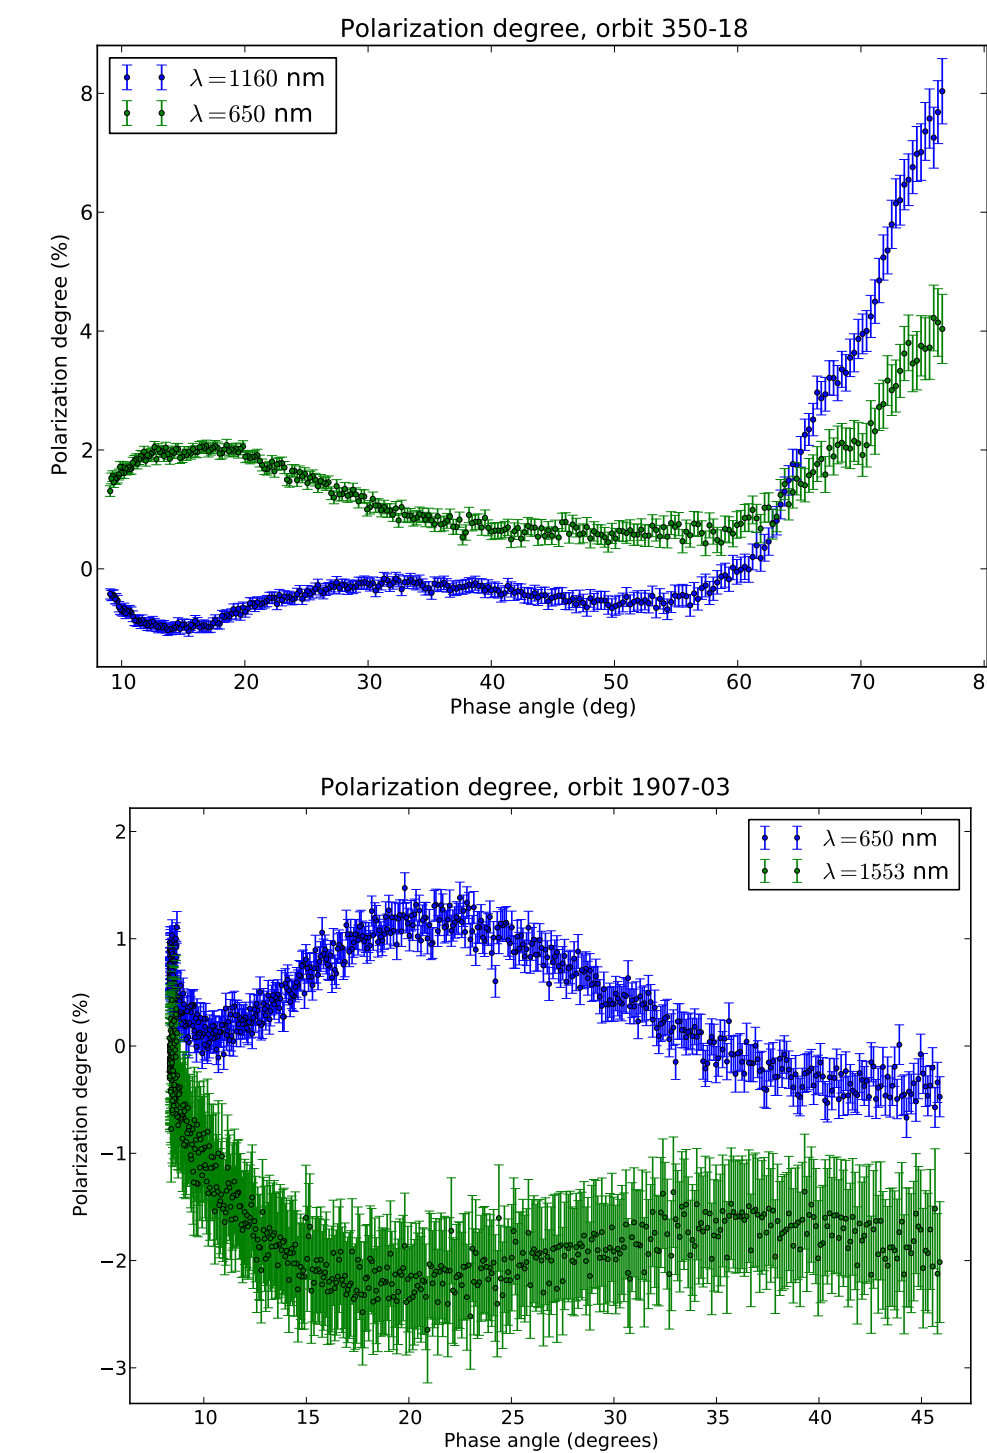 Polarization degree, orbit 350-18
λ=1160 nm
λ=650 nm
Polarization degree (%)
8
6
4
2
0
10 20 30 40 50 60 70 8
Phase angle (deg)
Polarization degree, orbit 1907-03
λ=650 nm
λ=1553 nm
Polarization degree (%)
2
1
0
−1
−2
−3
10 15 20 25 30 35 40 45
Phase angle (degrees)